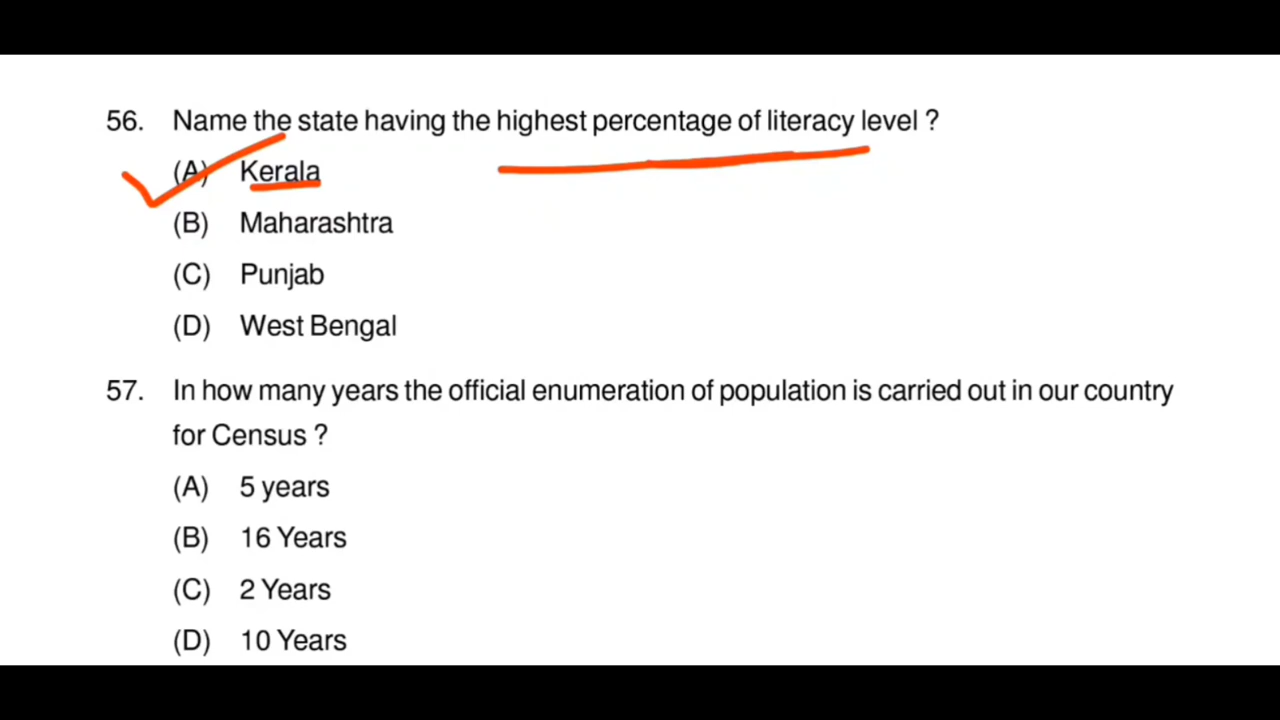 56. Name the state having the highest percentage of literacy level ?
(A) Kerala
(B) Maharashtra
(C) Punjab
(D) West Bengal
57. In how many years the official enumeration of population is carried out in our country
for Census ?
(A) 5 years
(B) 16 Years
(C) 2 Years
(D) 10 Years